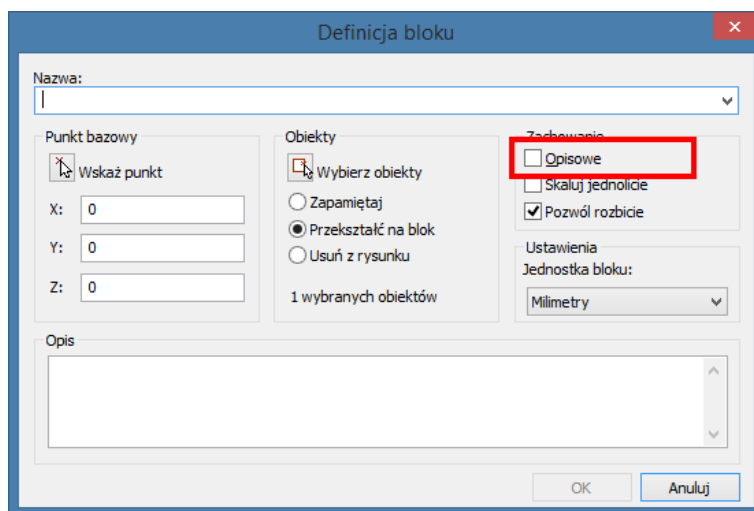 Definicja bloku
Nazwa:
Punkt bazowy
Wskaż punkt
X: 0
Y: 0
Z: 0
Obiekty
Wybierz obiekty
Zapamiętaj
Przekształć na blok
Usuń z rysunku
1 wybranych obiektów
Zachowanie
Opisowe
Skaluj jednolicie
Pozwól rozbicie
Ustawienia
Jednostka bloku:
Milimetry
Opis
OK
Anuluj